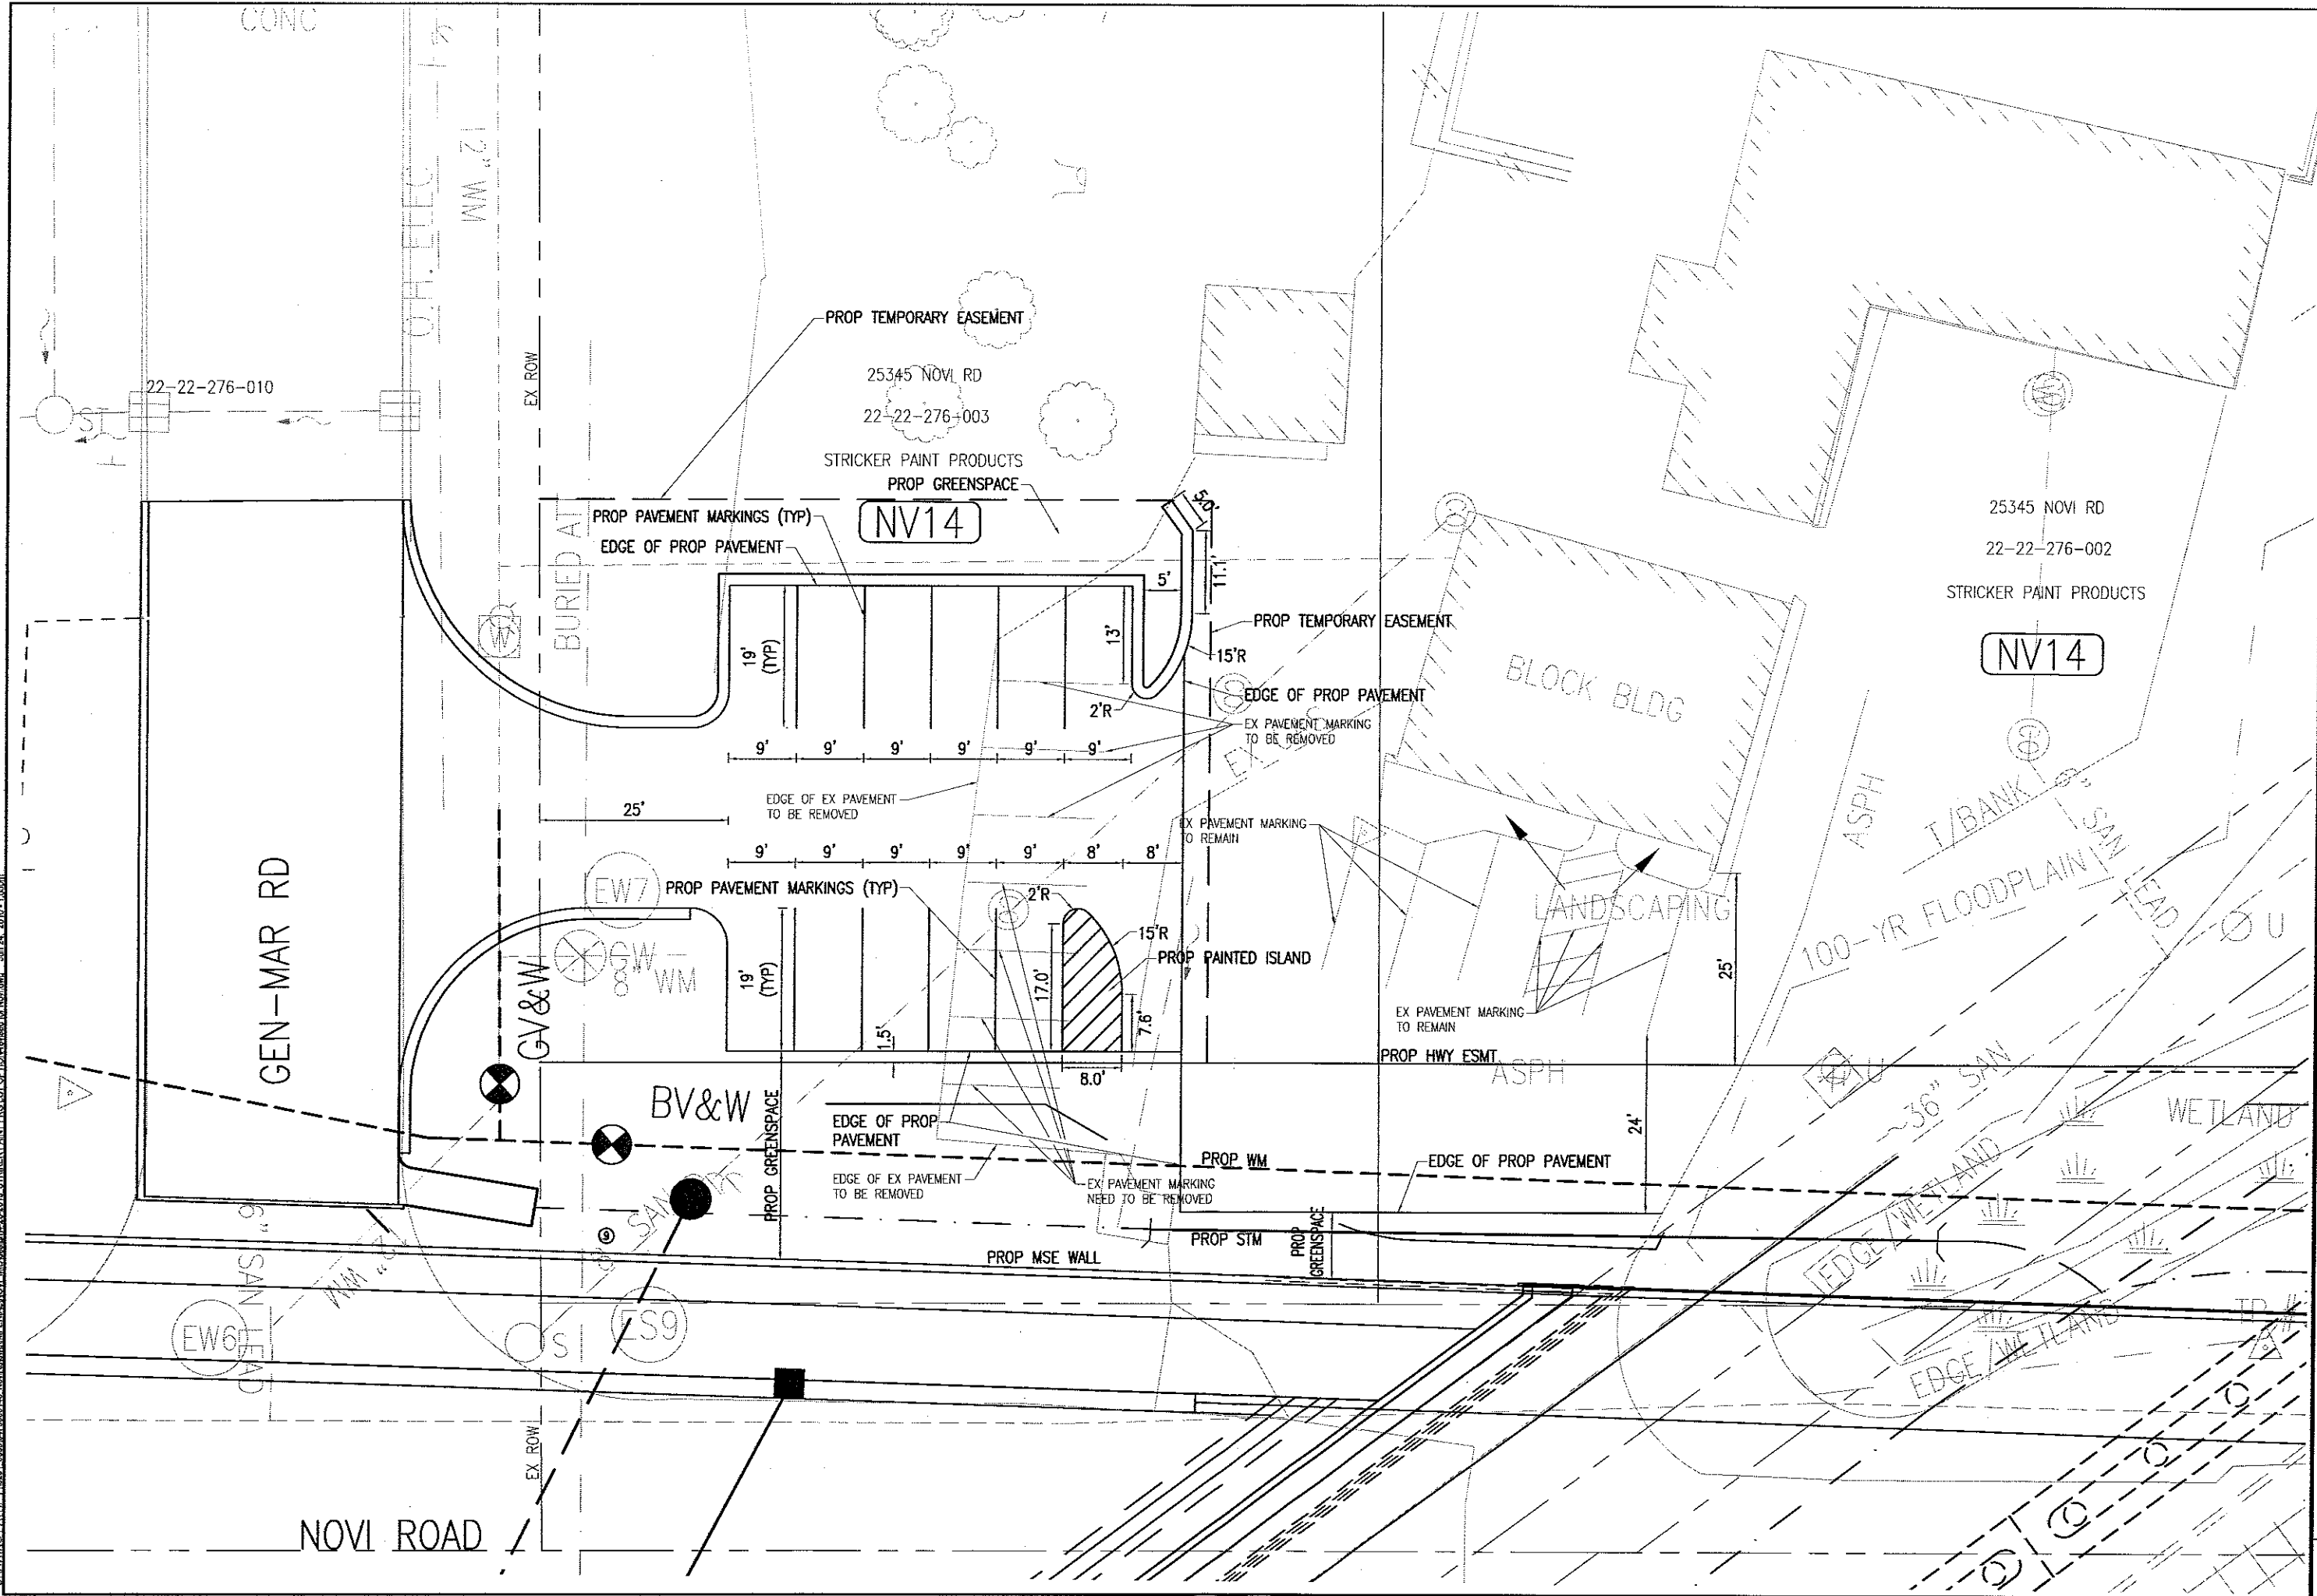 CONC
12" WM
O.H. ELEC
EX ROW
22-22-276-010
ST
PROP TEMPORARY EASEMENT
25345 NOVI RD
22-22-276-003
STRICKER PAINT PRODUCTS
PROP GREENSPACE
NV14
PROP PAVEMENT MARKINGS (TYP)
EDGE OF PROP PAVEMENT
5.0'
11.1'
5'
BURIED AT
W
19'
(TYP)
13'
PROP TEMPORARY EASEMENT
15'R
EDGE OF PROP PAVEMENT
2'R
EX PAVEMENT MARKING
TO BE REMOVED
9'
9'
9'
9'
9'
9'
EDGE OF EX PAVEMENT
TO BE REMOVED
25'
9'
9'
9'
9'
9'
8'
8'
EX PAVEMENT MARKING
TO REMAIN
25345 NOVI RD
22-22-276-002
STRICKER PAINT PRODUCTS
NV14
BLOCK BLDG
ASPH
T/BANK
8" SAN LEAD
100-YR FLOODPLAIN
U
LANDSCAPING
25'
EX PAVEMENT MARKING
TO REMAIN
GEN-MAR RD
EW7
PROP PAVEMENT MARKINGS (TYP)
2'R
15'R
PROP PAINTED ISLAND
GW
8" WM
GV&W
19'
(TYP)
17.0'
7.6'
1.5'
8.0'
PROP HWY ESMT
ASPH
U
~36" SAN
WETLAND
BV&W
PROP GREENSPACE
EDGE OF PROP
PAVEMENT
EDGE OF EX PAVEMENT
TO BE REMOVED
EX PAVEMENT MARKING
NEED TO BE REMOVED
PROP WM
EDGE OF PROP PAVEMENT
24'
PROP STM
PROP
GREENSPACE
PROP MSE WALL
9
6" SAN LEAD
12" WM
SAN
EW6
S
ES9
EDGE/WETLAND
EDGE/WETLAND
EX ROW
NOVI ROAD